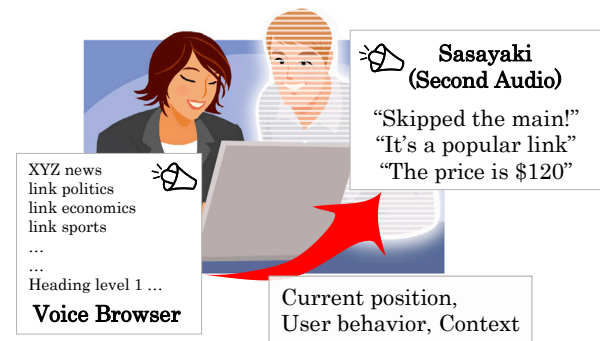 Sasayaki
(Second Audio)
“Skipped the main!”
“It’s a popular link”
“The price is $120”
XYZ news
link politics
link economics
link sports
...
...
Heading level 1 ...
Voice Browser
Current position,
User behavior, Context